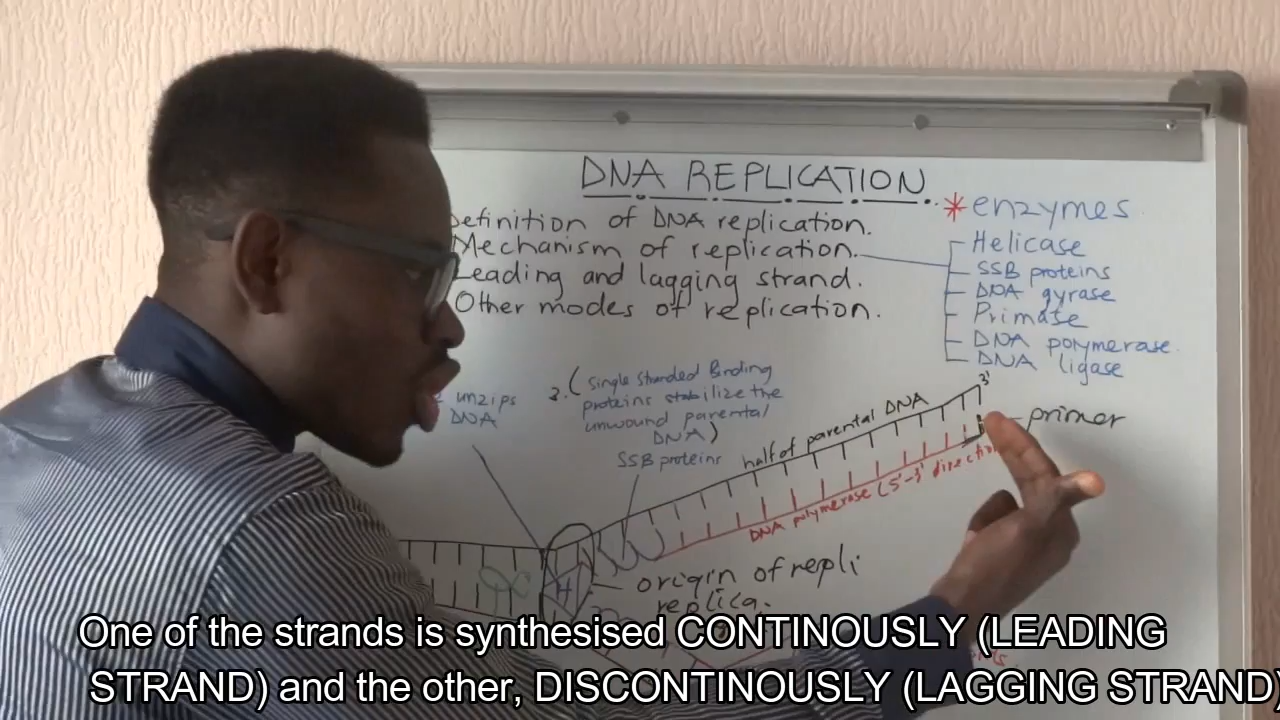 DNA REPLICATION
Definition of DNA replication.
Mechanism of replication.
Leading and lagging strand.
Other modes of replication.
* enzymes
Helicase
SSB proteins
DNA gyrase
Primase
DNA polymerase.
DNA ligase
unzips
DNA
2. (Single Stranded Binding
proteins stabilize the
unwound parental
DNA)
SSB proteins
half of parental DNA
3'
primer
DNA polymerase (5'-3' direction
H
origin of repli
replica
One of the strands is synthesised CONTINOUSLY (LEADING
STRAND) and the other, DISCONTINOUSLY (LAGGING STRAND)